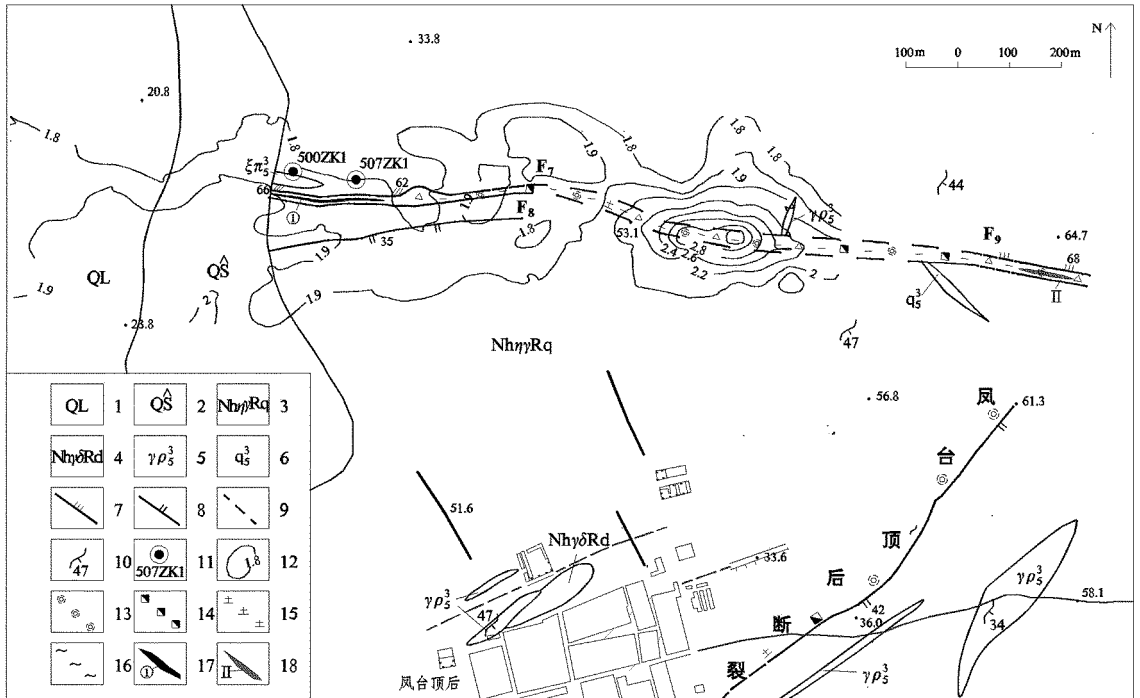 N
100m 0 100 200m
33.8
20.8
1.8
1.8
1.9
1.8
1.8
ξπ₅³
500ZK1
507ZK1
66
62
F₇
1.9
1.9
44
γρ₅³
①
F₈
1.8
53.1
F₉
64.7
35
2.4
2.6
2.8
2.2
2
68
Ⅱ
QL
QŜ
1.9
1.9
1.9
2
q₅³
23.8
47
NhηγRq
56.8
凤台顶后断裂
61.3
51.6
NhγδRd
33.6
γρ₅³
γρ₅³
58.1
47
42
36.0
34
γρ₅³
凤台顶后
QL 1
QŜ 2
NhηγRq 3
NhγδRd 4
γρ₅³ 5
q₅³ 6
7
8
9
47 10
507ZK1 11
1.8 12
13
14
15
16
① 17
Ⅱ 18